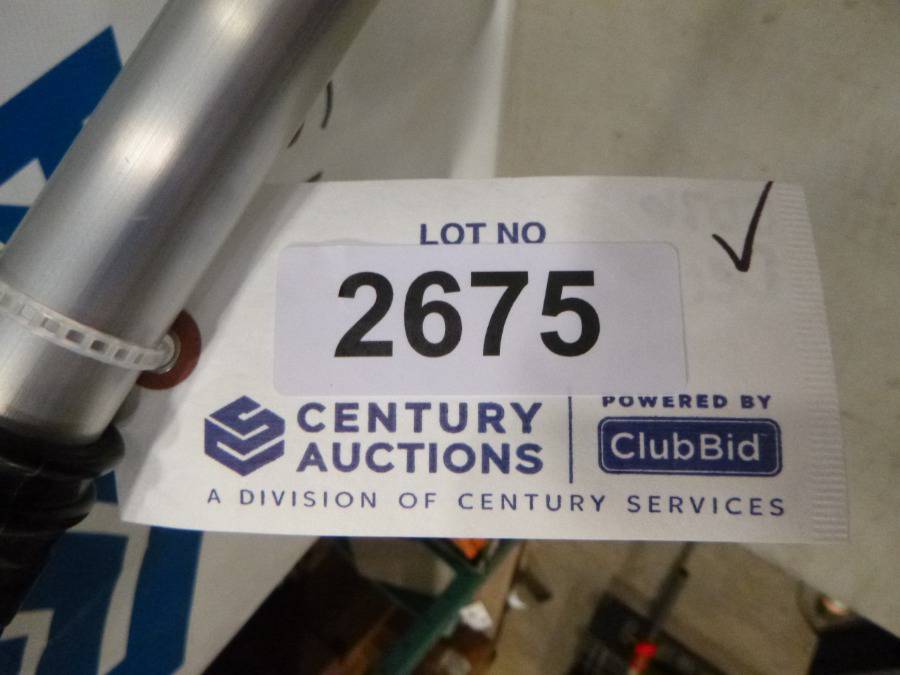 LOT NO
2675
CENTURY
AUCTIONS
POWERED BY
ClubBid
A DIVISION OF CENTURY SERVICES